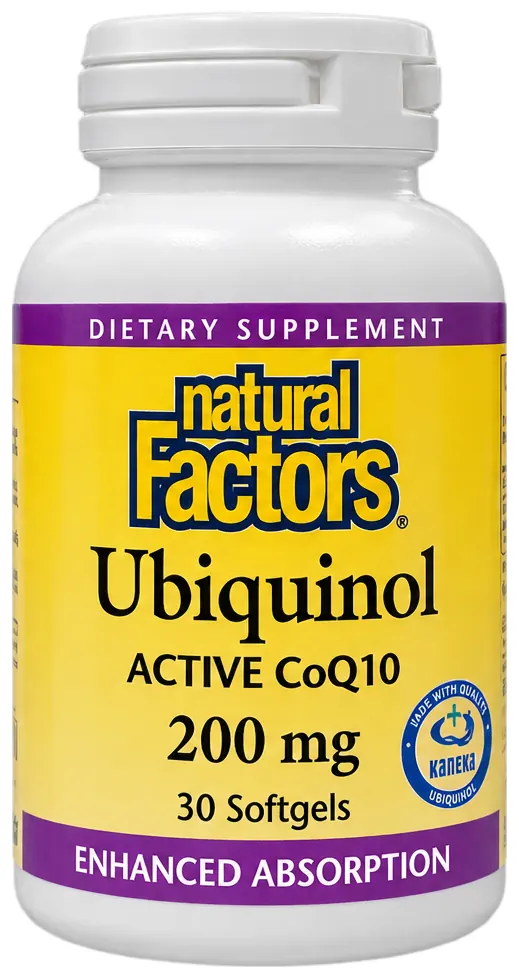 DIETARY SUPPLEMENT
natural
Factors®
Ubiquinol
ACTIVE CoQ10
200 mg
30 Softgels
MADE WITH QUALITY
KANEKA
UBIQUINOL
ENHANCED ABSORPTION